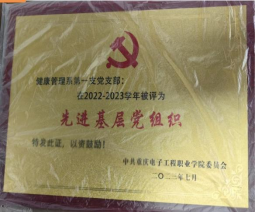 健康管理系第一党支部：
在2022-2023学年被评为
先进基层党组织
特发此证，以资鼓励！
中共重庆电子工程职业学院委员会
二〇二三年七月